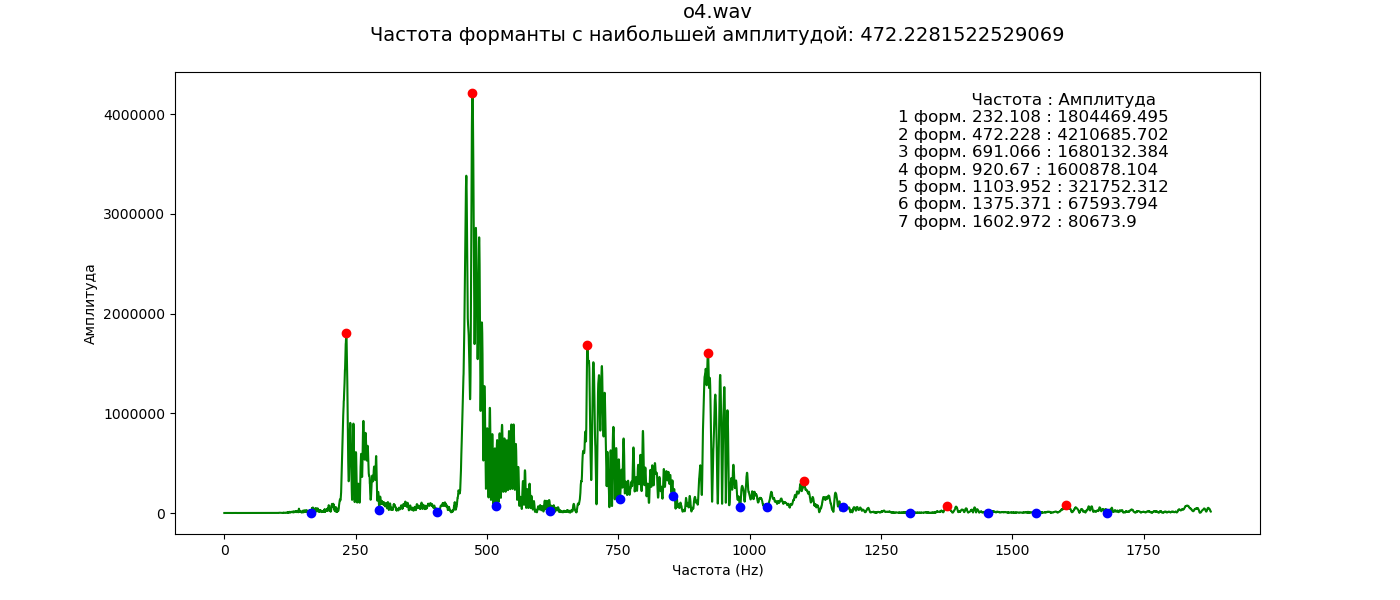 o4.wav
Частота форманты с наибольшей амплитудой: 472.2281522529069
Частота : Амплитуда
1 форм. 232.108 : 1804469.495
2 форм. 472.228 : 4210685.702
3 форм. 691.066 : 1680132.384
4 форм. 920.67 : 1600878.104
5 форм. 1103.952 : 321752.312
6 форм. 1375.371 : 67593.794
7 форм. 1602.972 : 80673.9
Амплитуда
4000000
3000000
2000000
1000000
0
0 250 500 750 1000 1250 1500 1750
Частота (Hz)